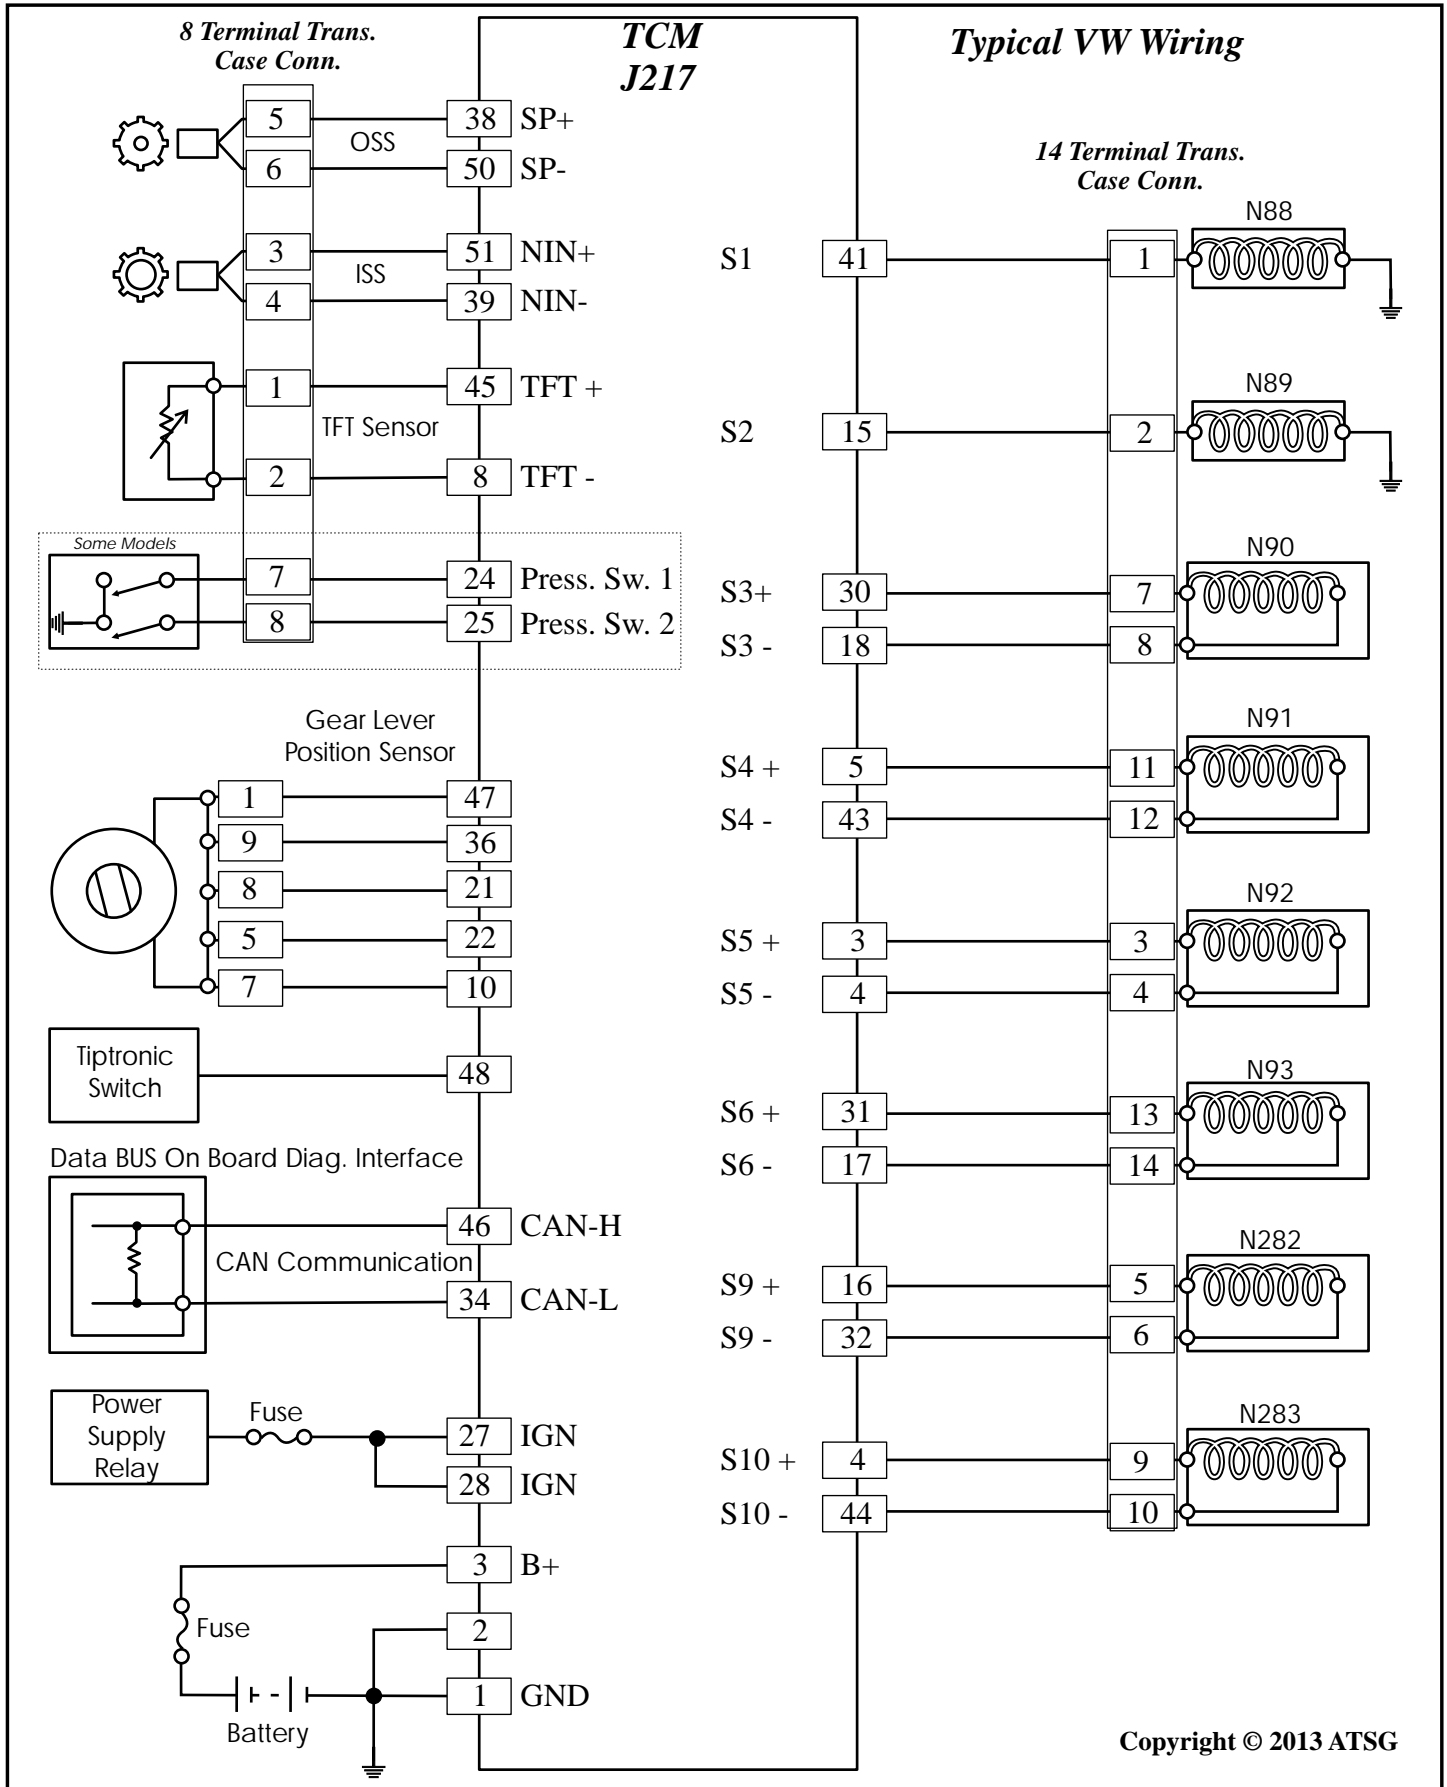 8 Terminal Trans.
Case Conn.
TCM
J217
Typical VW Wiring
14 Terminal Trans.
Case Conn.
5
OSS
38
SP+
6
50
SP-
3
ISS
51
NIN+
4
39
NIN-
1
45
TFT +
TFT Sensor
2
8
TFT -
Some Models
7
24
Press. Sw. 1
8
25
Press. Sw. 2
Gear Lever
Position Sensor
1
47
9
36
8
21
5
22
7
10
Tiptronic
Switch
48
Data BUS On Board Diag. Interface
46
CAN-H
CAN Communication
34
CAN-L
Power
Supply
Relay
Fuse
27
IGN
28
IGN
3
B+
Fuse
2
1
GND
Battery
N88
S1
41
1
N89
S2
15
2
N90
S3+
30
7
S3 -
18
8
N91
S4 +
5
11
S4 -
43
12
N92
S5 +
3
3
S5 -
4
4
N93
S6 +
31
13
S6 -
17
14
N282
S9 +
16
5
S9 -
32
6
N283
S10 +
4
9
S10 -
44
10
Copyright © 2013 ATSG